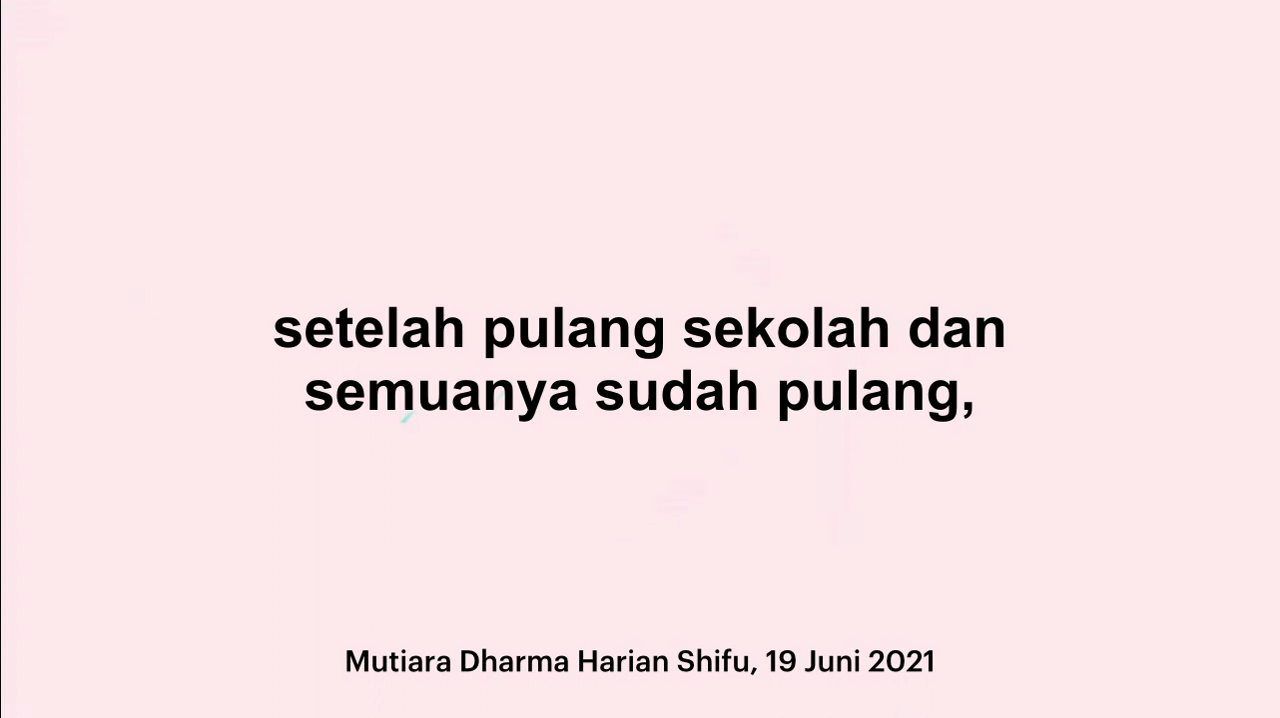 setelah pulang sekolah dan
semuanya sudah pulang,
Mutiara Dharma Harian Shifu, 19 Juni 2021